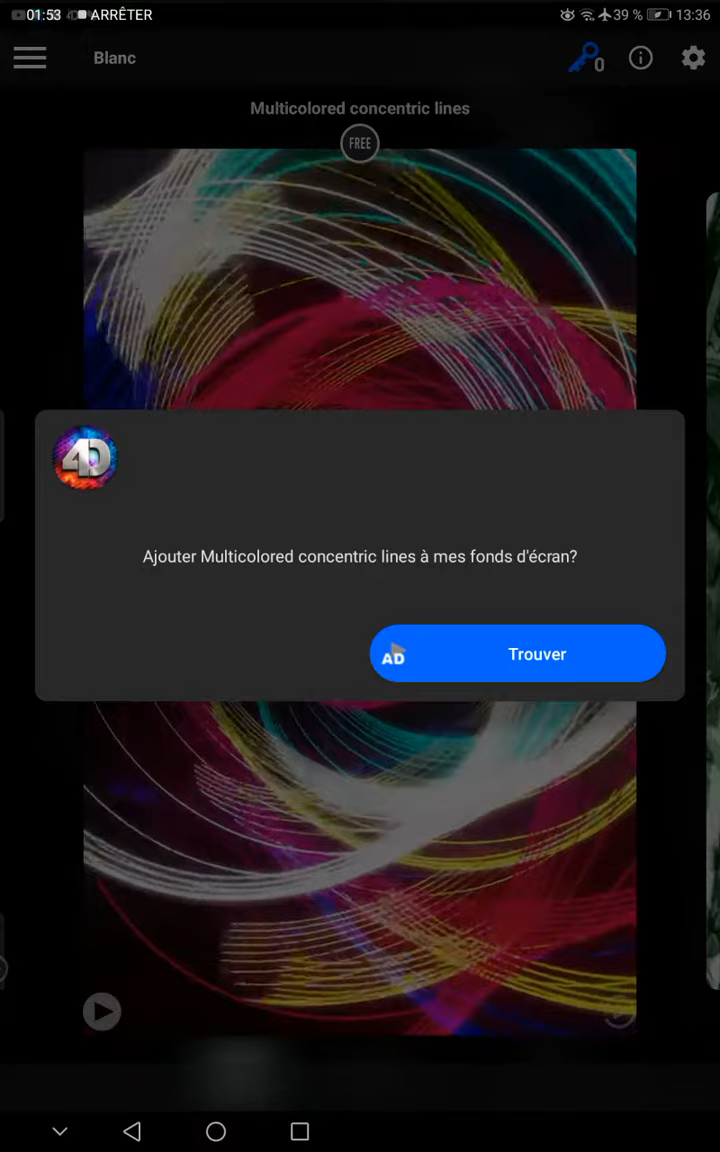 01:53 ARRÊTER 39 % 13:36
Blanc 0
Multicolored concentric lines
FREE
4D
Ajouter Multicolored concentric lines à mes fonds d'écran?
AD Trouver